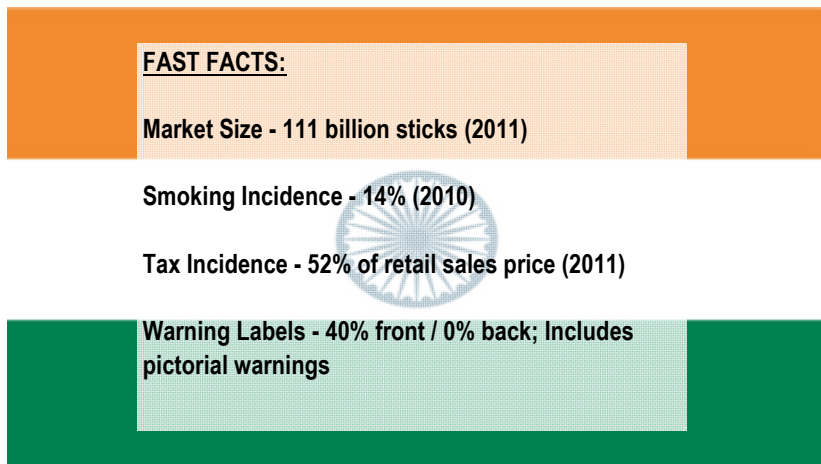 FAST FACTS:
Market Size - 111 billion sticks (2011)
Smoking Incidence - 14% (2010)
Tax Incidence - 52% of retail sales price (2011)
Warning Labels - 40% front / 0% back; Includes
pictorial warnings